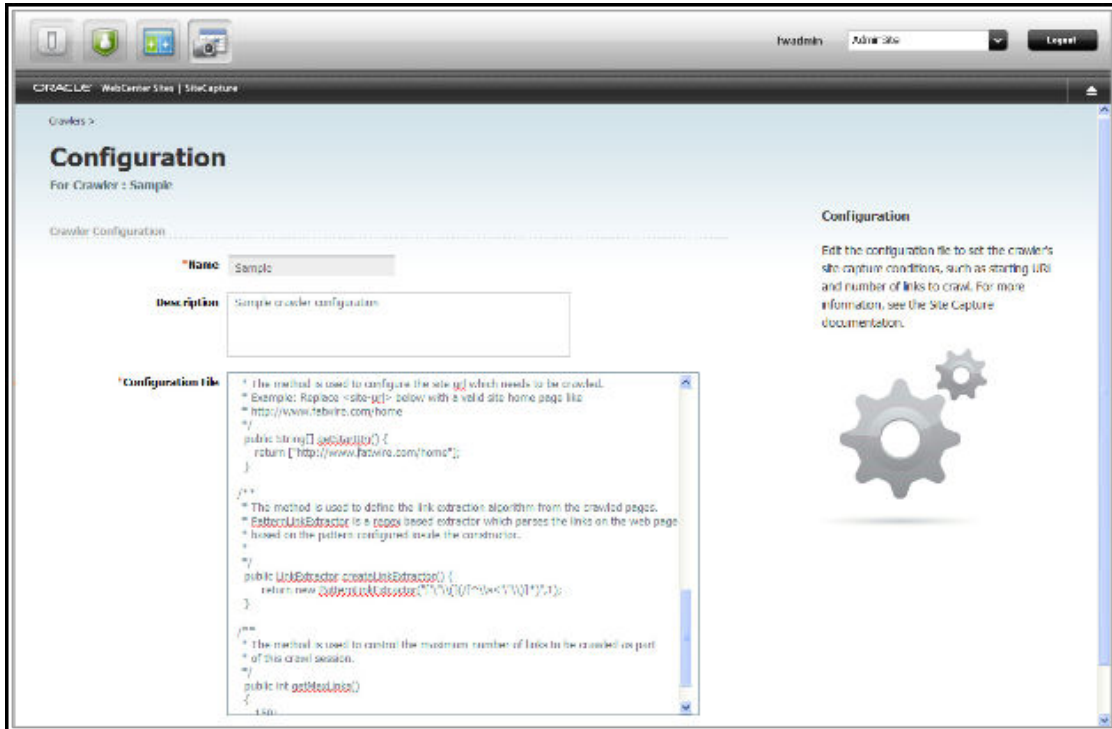 fwadmin AdminSite Logout
ORACLE WebCenter Sites | SiteCapture
Crawlers >
Configuration
For Crawler : Sample
Crawler Configuration
*Name Sample
Description Sample crawler configuration
*Configuration File
* The method is used to configure the site url which needs to be crawled.
* Example: Replace <site-url> below with a valid site home page like
* http://www.fatwire.com/home
*/
public String[] getStartUri() {
return ["http://www.fatwire.com/home"];
}
/**
* The method is used to define the link extraction algorithm from the crawled pages.
* PatternLinkExtractor is a regex based extractor which parses the links on the web page
* based on the pattern configured inside the constructor.
*
*/
public LinkExtractor createLinkExtractor() {
return new PatternLinkExtractor(
}
/**
* The method is used to control the maximum number of links to be crawled as part
* of this crawl session.
*/
public int getMaxLinks()
{
150;
Configuration
Edit the configuration file to set the crawler's
site capture conditions, such as starting URI
and number of links to crawl. For more
information, see the Site Capture
documentation.